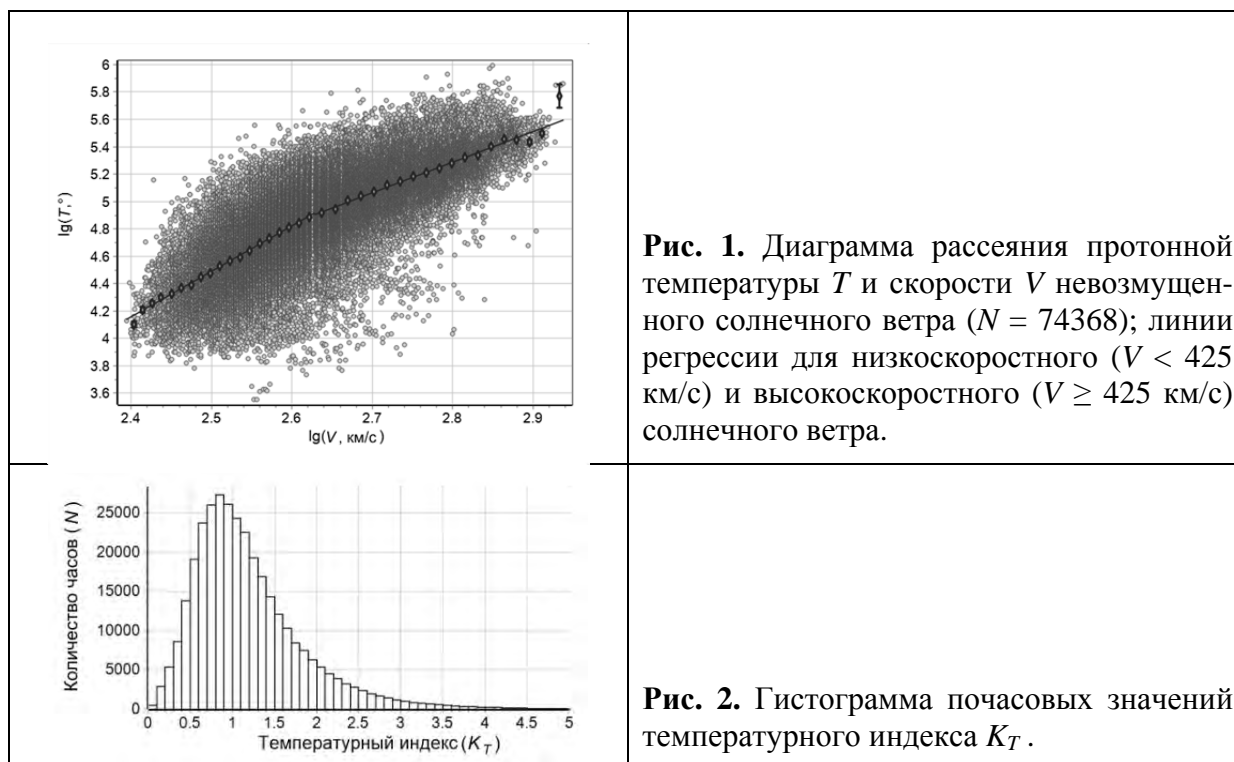 6
5.8
5.6
5.4
5.2
5
4.8
4.6
4.4
4.2
4
3.8
3.6
lg(T,°)
2.4 2.5 2.6 2.7 2.8 2.9
lg(V, км/с)
Рис. 1. Диаграмма рассеяния протонной
температуры T и скорости V невозмущен-
ного солнечного ветра (N = 74368); линии
регрессии для низкоскоростного (V < 425
км/с) и высокоскоростного (V ≥ 425 км/с)
солнечного ветра.
25000
20000
15000
10000
5000
0
Количество часов (N)
0 0.5 1 1.5 2 2.5 3 3.5 4 4.5 5
Температурный индекс (K_T)
Рис. 2. Гистограмма почасовых значений
температурного индекса K_T .